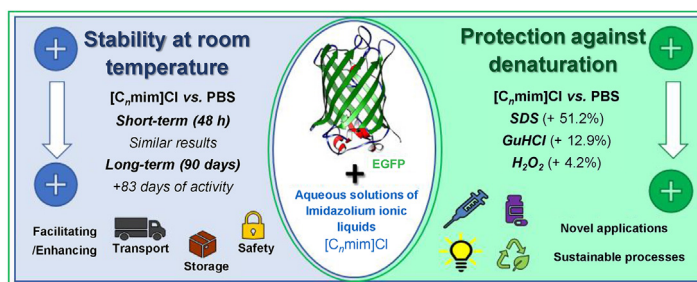 Stability at room
temperature
[Cnmim]Cl vs. PBS
Short-term (48 h)
Similar results
Long-term (90 days)
+83 days of activity
Facilitating
/Enhancing
Transport
Storage
Safety
EGFP
+
Aqueous solutions of
Imidazolium ionic
liquids
[Cnmim]Cl
Protection against
denaturation
[Cnmim]Cl vs. PBS
SDS (+ 51.2%)
GuHCl (+ 12.9%)
H₂O₂ (+ 4.2%)
Novel applications
Sustainable processes